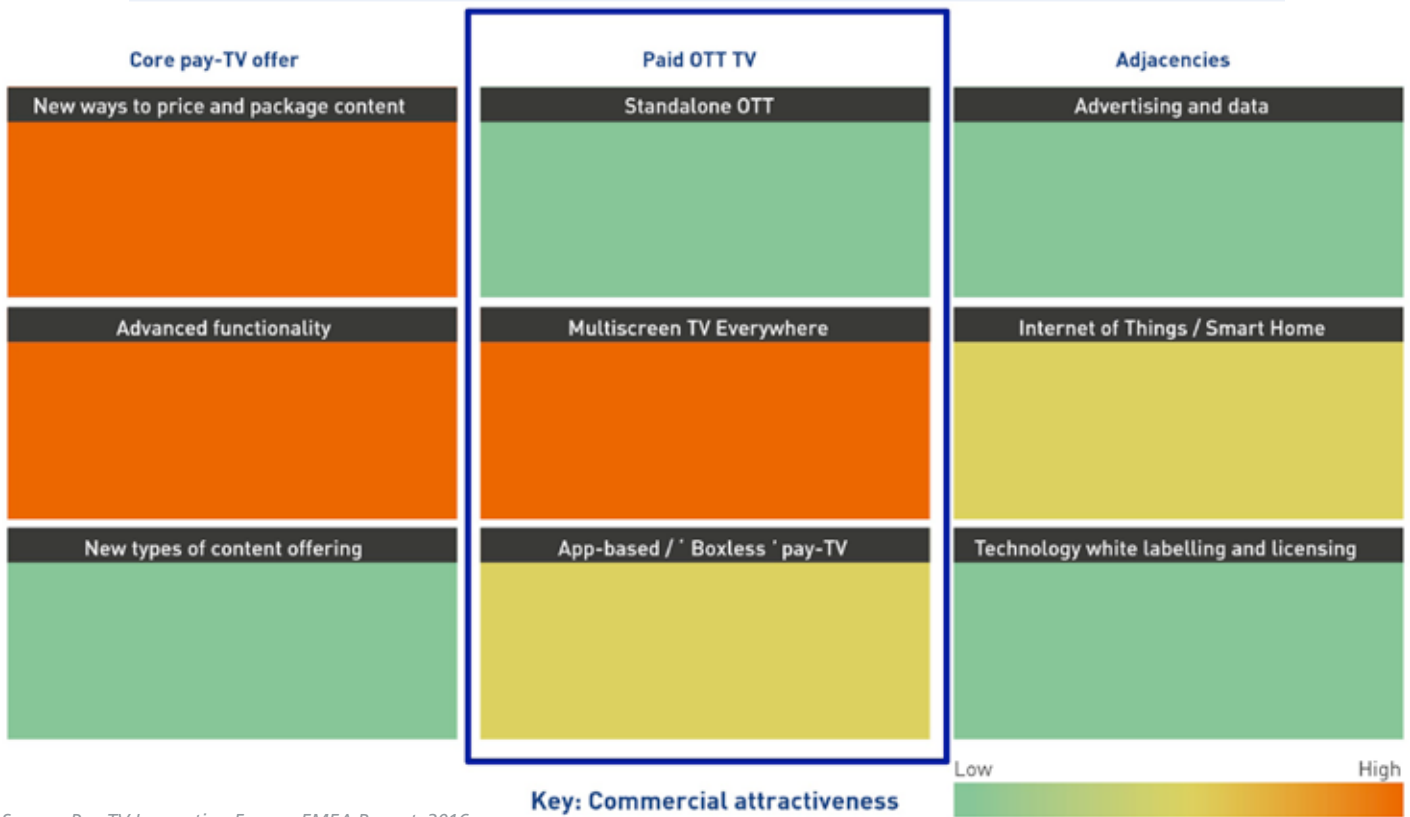 Core pay-TV offer
Paid OTT TV
Adjacencies
New ways to price and package content
Standalone OTT
Advertising and data
Advanced functionality
Multiscreen TV Everywhere
Internet of Things / Smart Home
New types of content offering
App-based / ' Boxless ' pay-TV
Technology white labelling and licensing
Low
High
Key: Commercial attractiveness